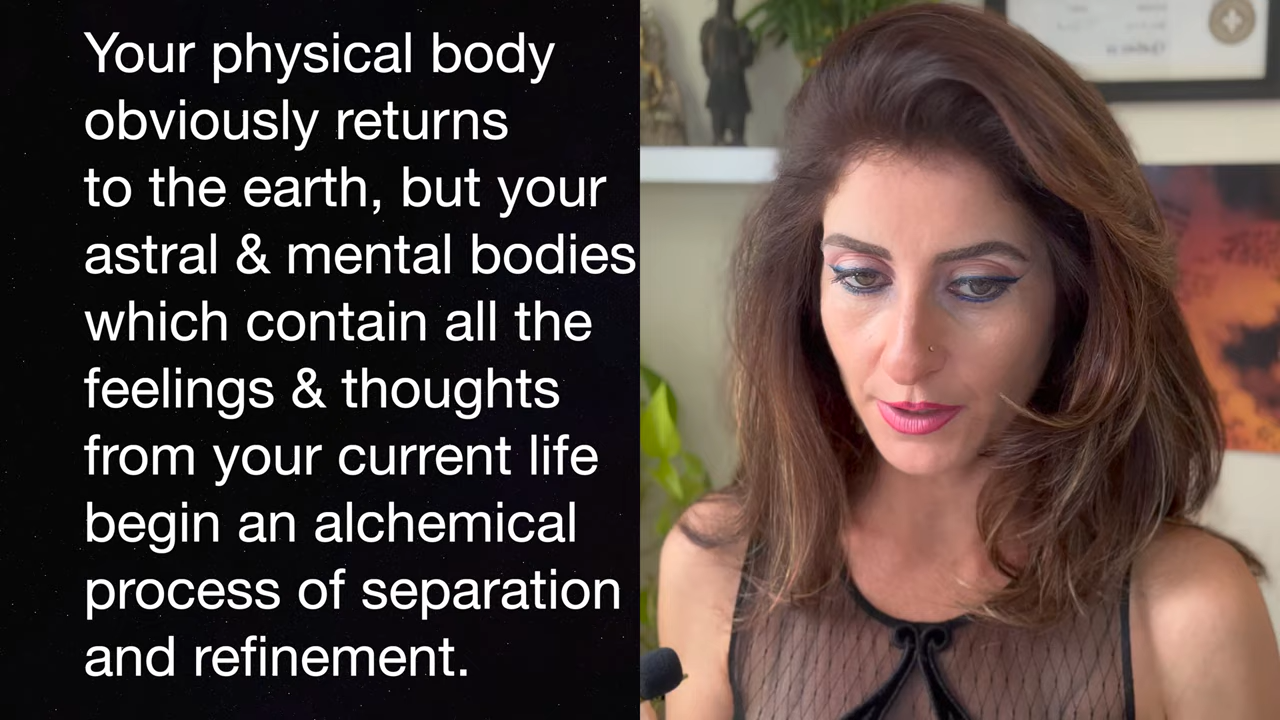 Your physical body
obviously returns
to the earth, but your
astral & mental bodies
which contain all the
feelings & thoughts
from your current life
begin an alchemical
process of separation
and refinement.